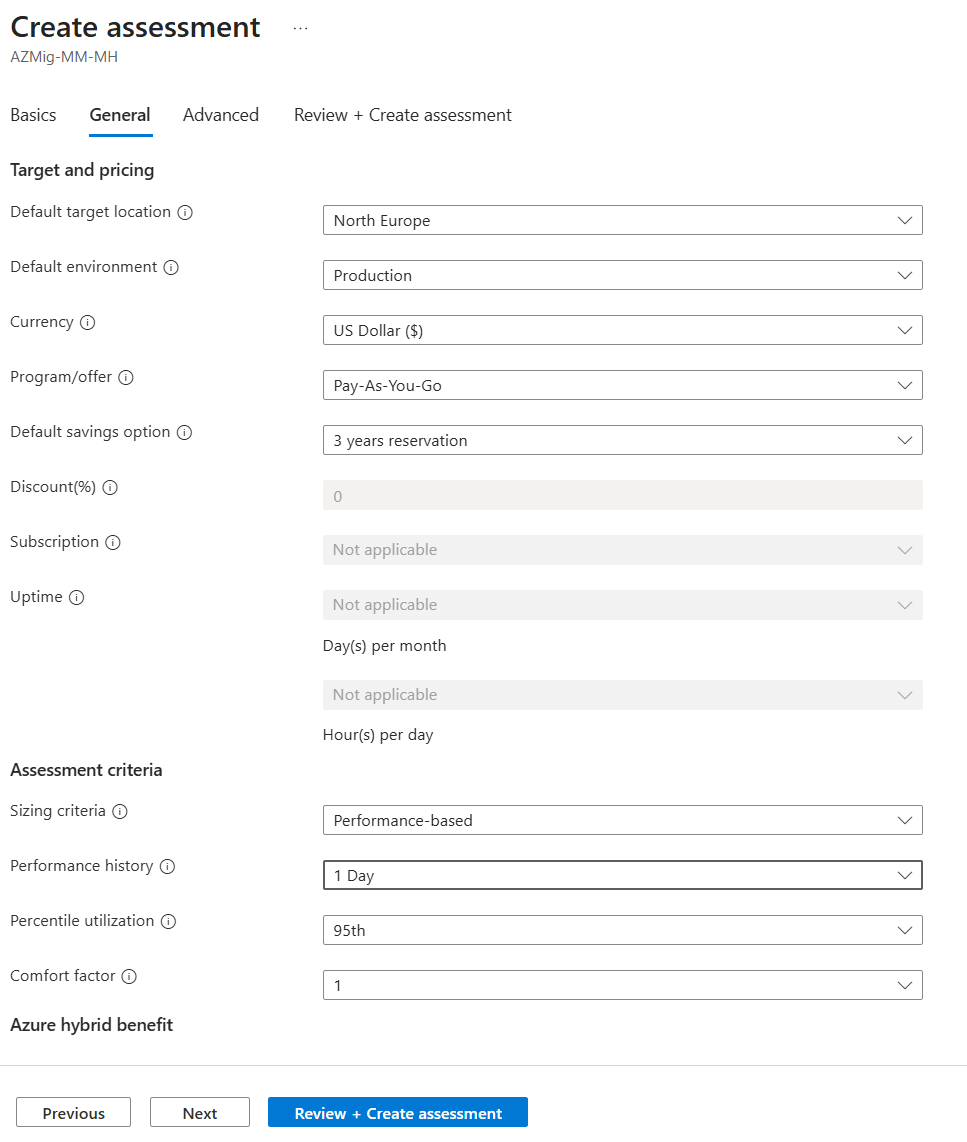 Create assessment ...
AZMig-MM-MH
Basics General Advanced Review + Create assessment
Target and pricing
Default target location North Europe
Default environment Production
Currency US Dollar ($)
Program/offer Pay-As-You-Go
Default savings option 3 years reservation
Discount(%) 0
Subscription Not applicable
Uptime Not applicable
Day(s) per month
Not applicable
Hour(s) per day
Assessment criteria
Sizing criteria Performance-based
Performance history 1 Day
Percentile utilization 95th
Comfort factor 1
Azure hybrid benefit
Previous Next Review + Create assessment